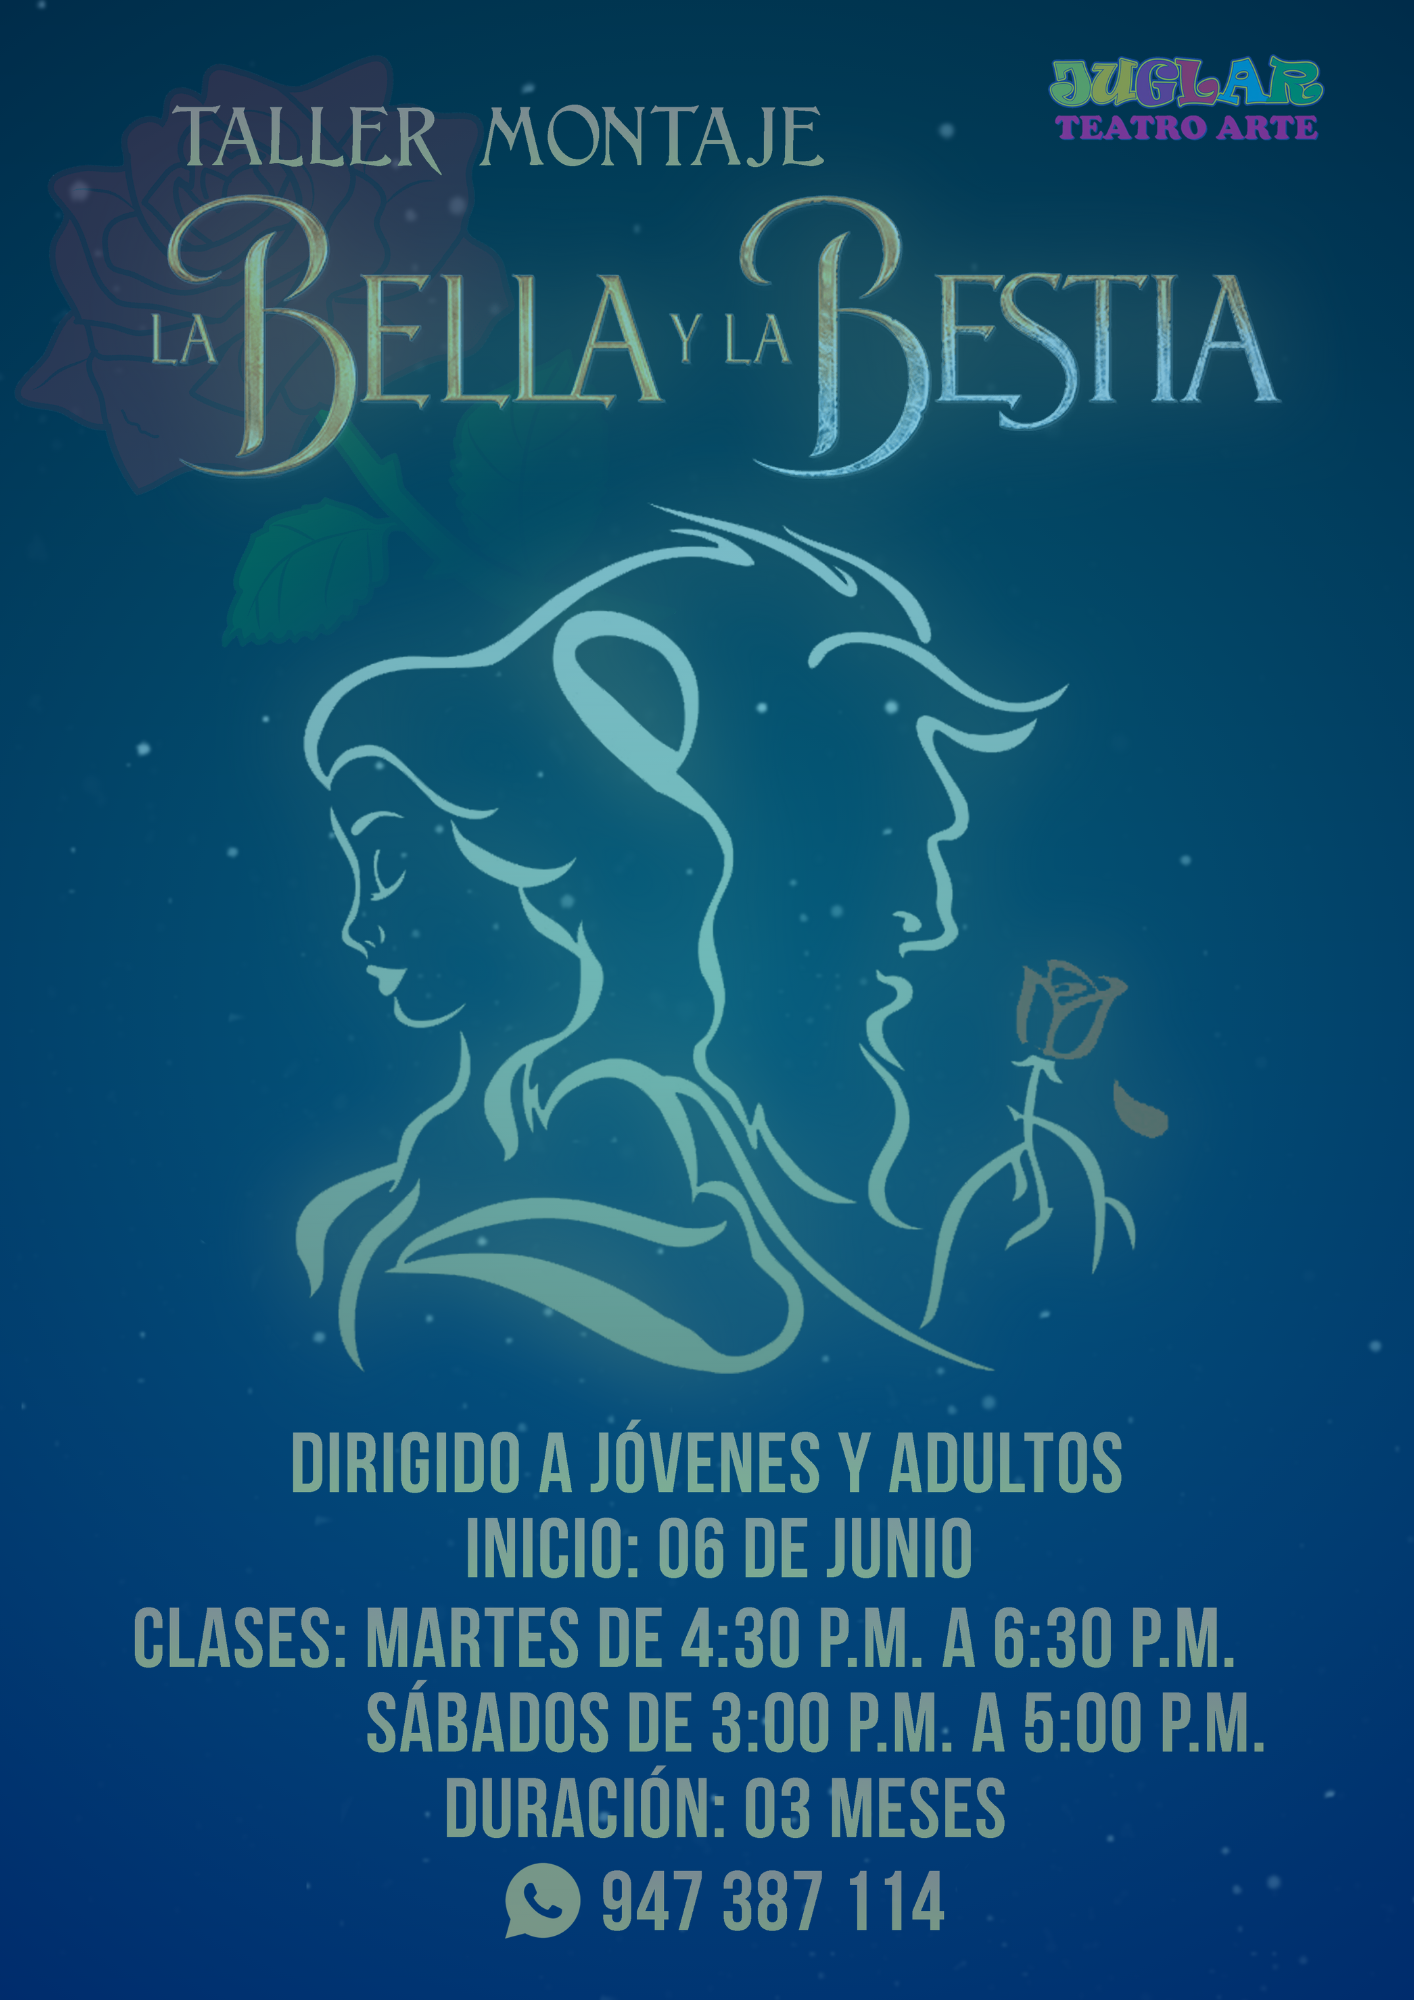 JUGLAR
TEATRO ARTE
TALLER MONTAJE
LA BELLA Y LA BESTIA
DIRIGIDO A JÓVENES Y ADULTOS
INICIO: 06 DE JUNIO
CLASES: MARTES DE 4:30 P.M. A 6:30 P.M.
SÁBADOS DE 3:00 P.M. A 5:00 P.M.
DURACIÓN: 03 MESES
947 387 114